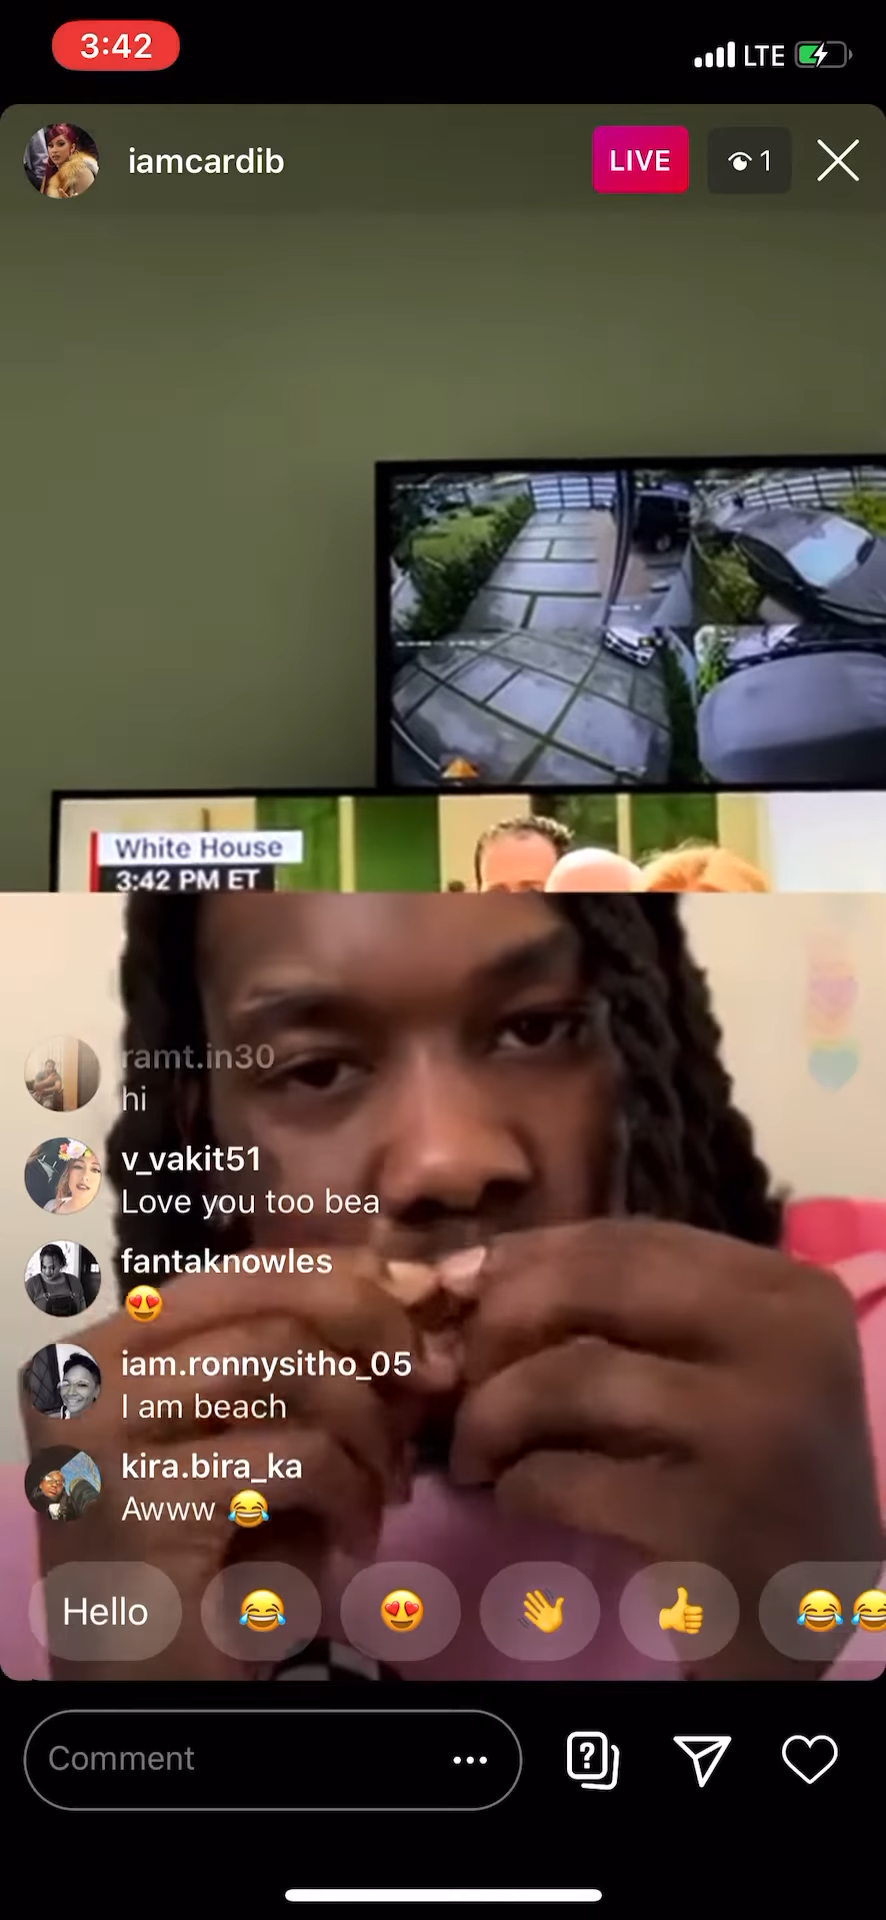 3:42
LTE
iamcardib
LIVE
1
White House
3:42 PM ET
ramt.in30
hi
v_vakit51
Love you too bea
fantaknowles
😍
iam.ronnysitho_05
I am beach
kira.bira_ka
Awww 😂
Hello 😂 😍 👋 👍 😂😂
Comment